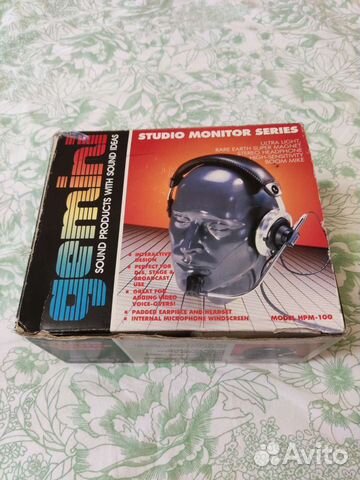 gemini
SOUND PRODUCTS WITH SOUND IDEAS
STUDIO MONITOR SERIES
ULTRA LIGHT,
RARE EARTH SUPER MAGNET
STEREO HEADPHONE
HIGH-SENSITIVITY
BOOM MIKE
INTERACTIVE
DESIGN
PERFECT FOR
DJS, STAGE &
BROADCAST
USE
GREAT FOR
ADDING VIDEO
VOICE-OVERS!
PADDED EARPIECE AND HEADSET
INTERNAL MICROPHONE WINDSCREEN
MODEL HPM-100
Avito